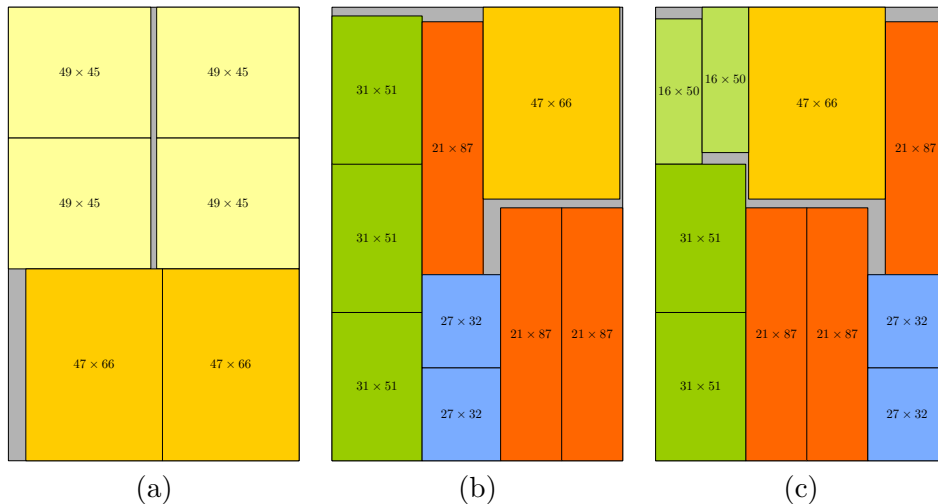 49 × 45
49 × 45
49 × 45
49 × 45
47 × 66
47 × 66
(a)
31 × 51
21 × 87
47 × 66
31 × 51
27 × 32
21 × 87
21 × 87
31 × 51
27 × 32
(b)
16 × 50
16 × 50
47 × 66
21 × 87
31 × 51
27 × 32
21 × 87
21 × 87
31 × 51
27 × 32
(c)